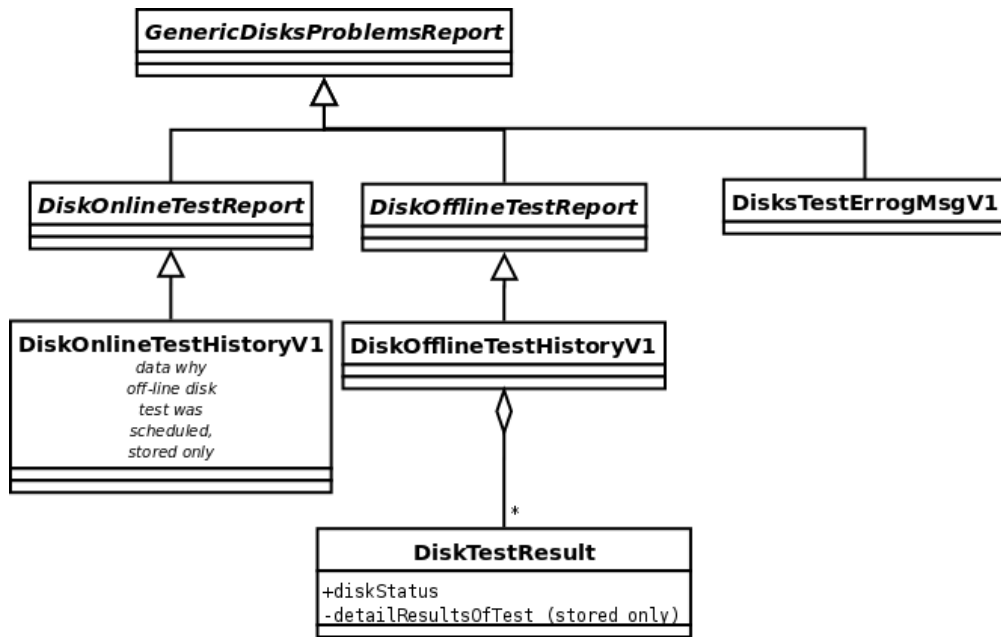 GenericDisksProblemsReport
DiskOnlineTestReport
DiskOfflineTestReport
DisksTestErrogMsgV1
DiskOnlineTestHistoryV1
data why
off-line disk
test was
scheduled,
stored only
DiskOfflineTestHistoryV1
*
DiskTestResult
+diskStatus
-detailResultsOfTest (stored only)